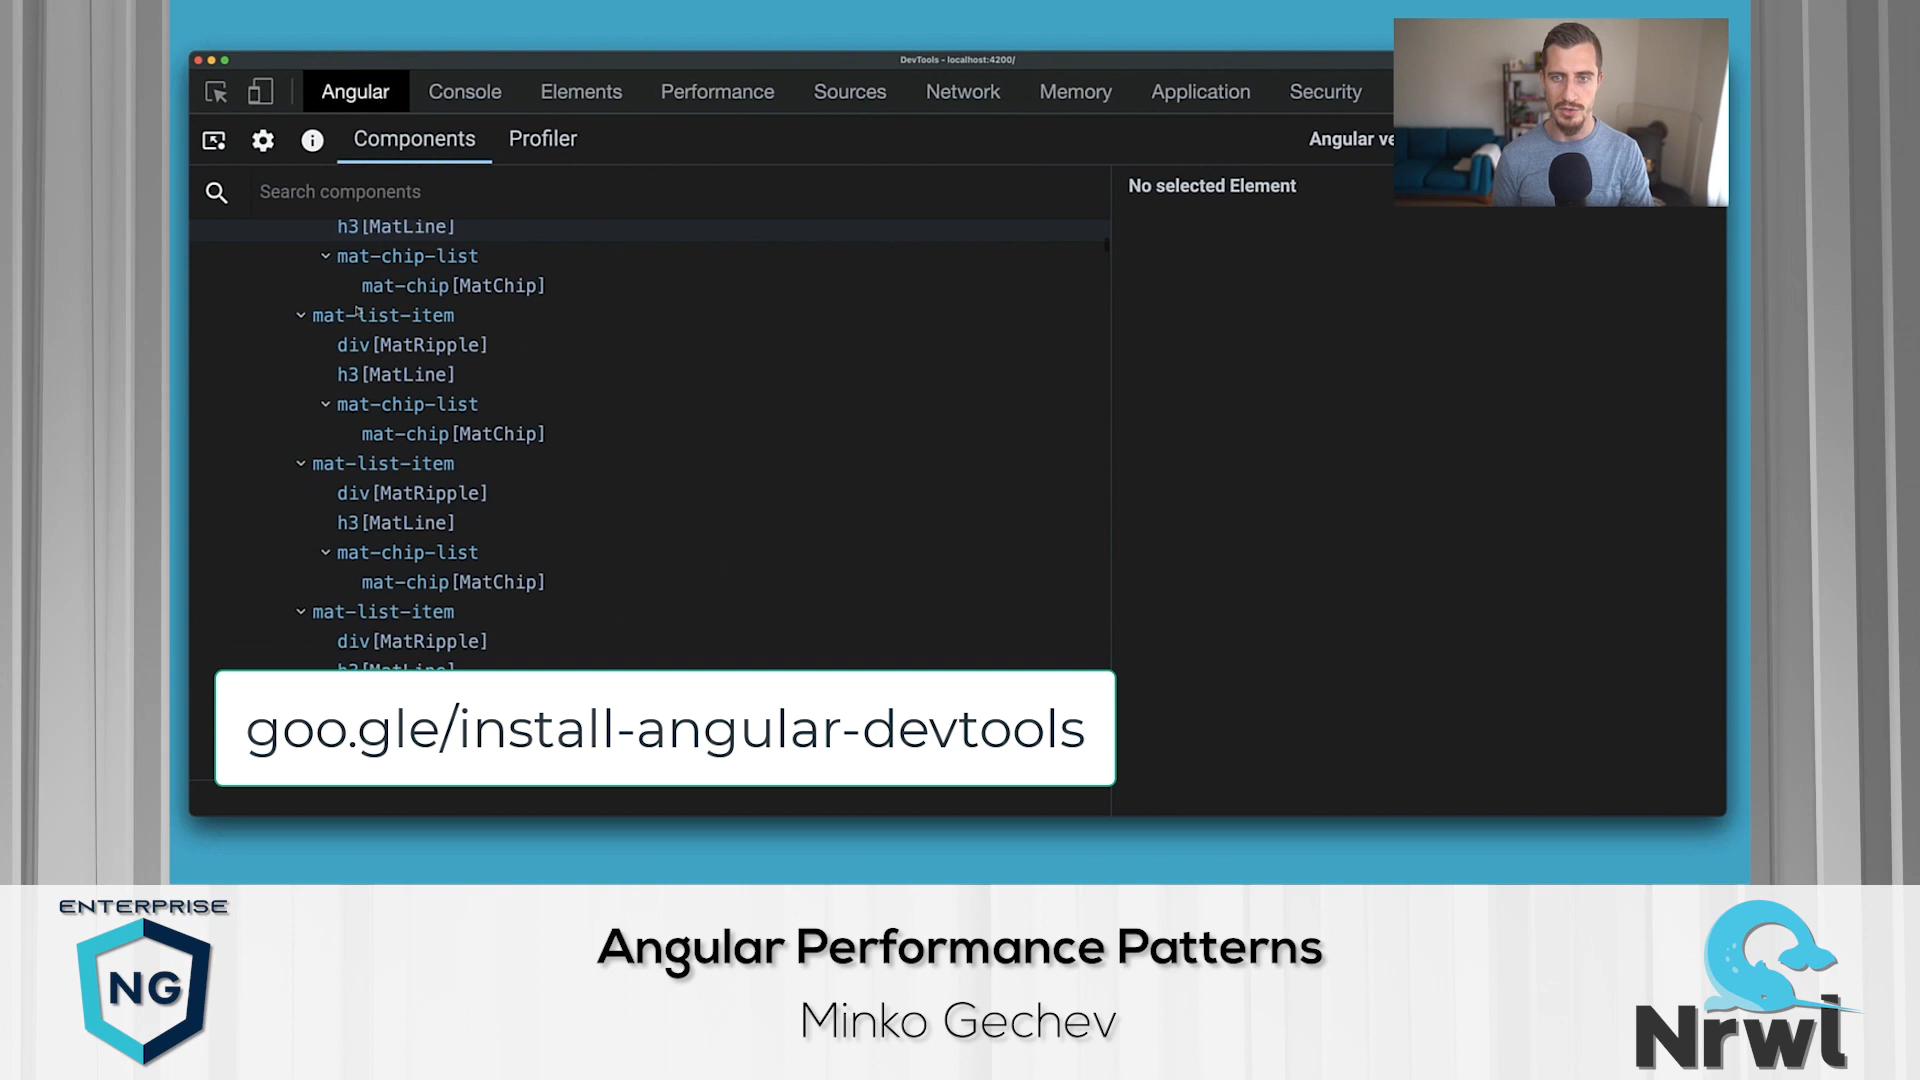 DevTools - localhost:4200/
Angular Console Elements Performance Sources Network Memory Application Security
Components Profiler
Angular ve
Search components
No selected Element
h3[MatLine]
mat-chip-list
mat-chip[MatChip]
mat-list-item
div[MatRipple]
h3[MatLine]
mat-chip-list
mat-chip[MatChip]
mat-list-item
div[MatRipple]
h3[MatLine]
mat-chip-list
mat-chip[MatChip]
mat-list-item
div[MatRipple]
h3[MatLine]
goo.gle/install-angular-devtools
ENTERPRISE
NG
Angular Performance Patterns
Minko Gechev
Nrwl